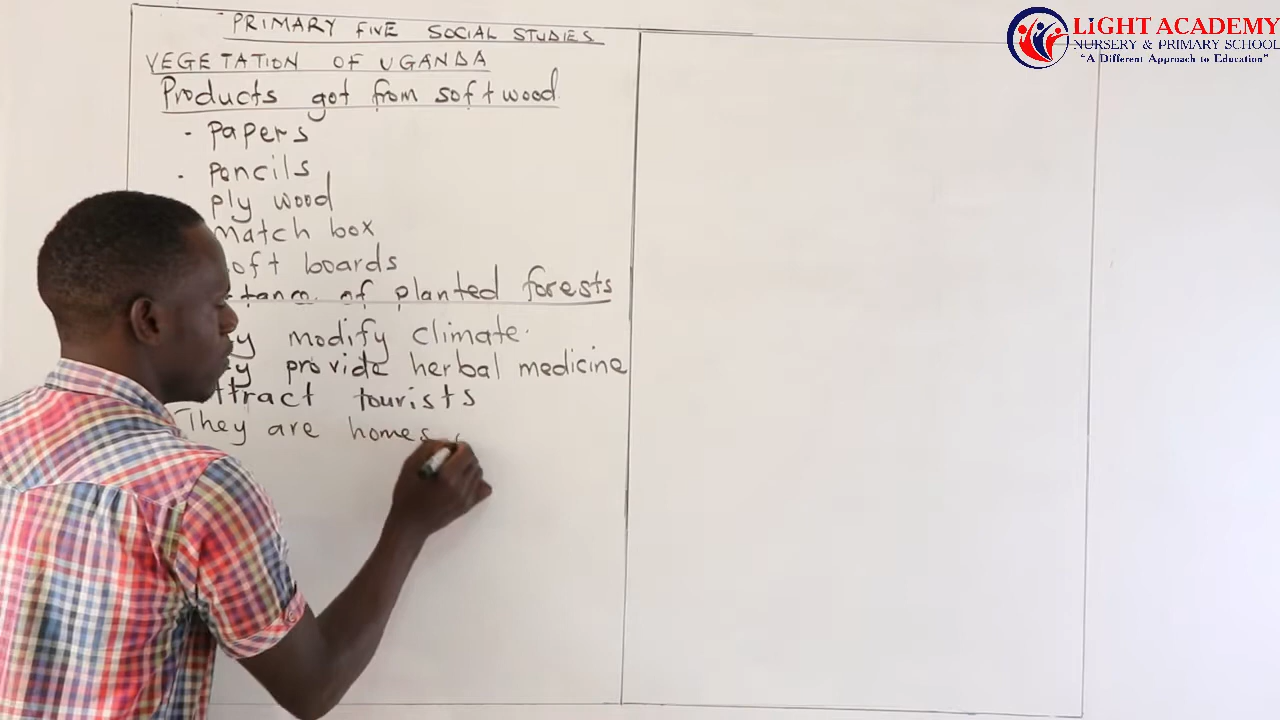 PRIMARY FIVE SOCIAL STUDIES
VEGETATION OF UGANDA
Products got from softwood
- papers
- pencils
ply wood
match box
oft boards
tanc of planted forests
y modify climate.
y provide herbal medicine
ttract tourists
They are homes
LIGHT ACADEMY
NURSERY & PRIMARY SCHOOL
"A Different Approach to Education"